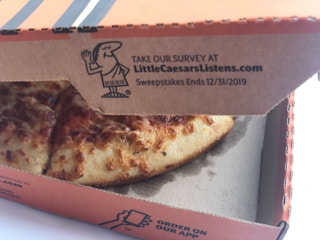 TAKE OUR SURVEY AT
LittleCaesarsListens.com
Sweepstakes Ends 12/31/2019
ORDER ON
OUR APP